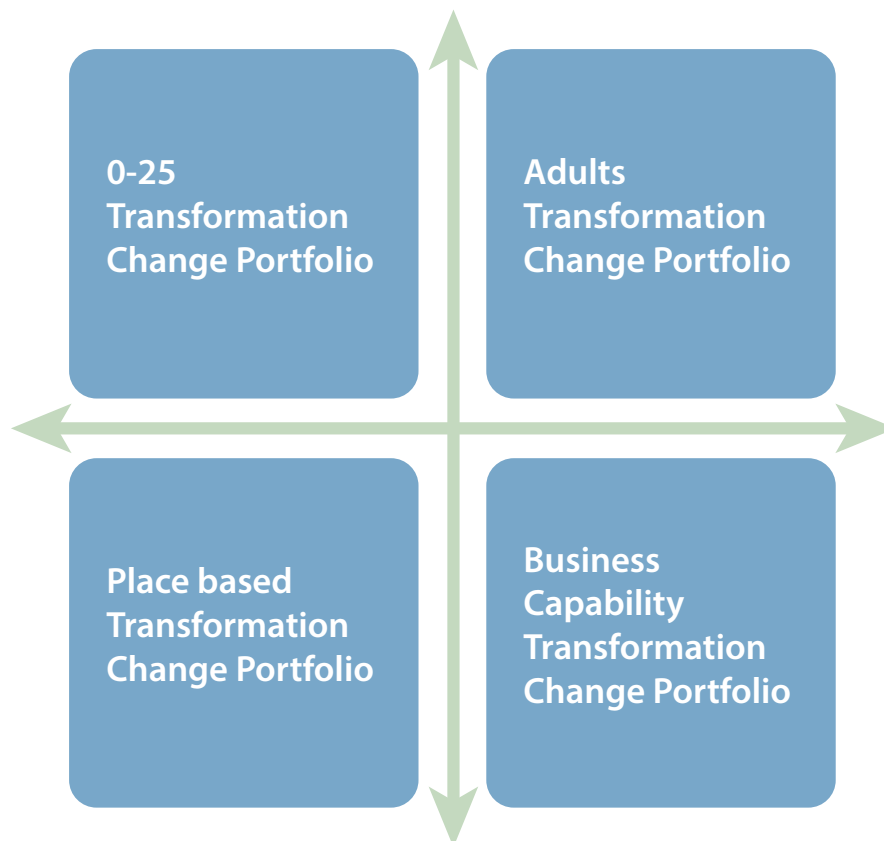 0-25
Transformation
Change Portfolio
Adults
Transformation
Change Portfolio
Place based
Transformation
Change Portfolio
Business
Capability
Transformation
Change Portfolio